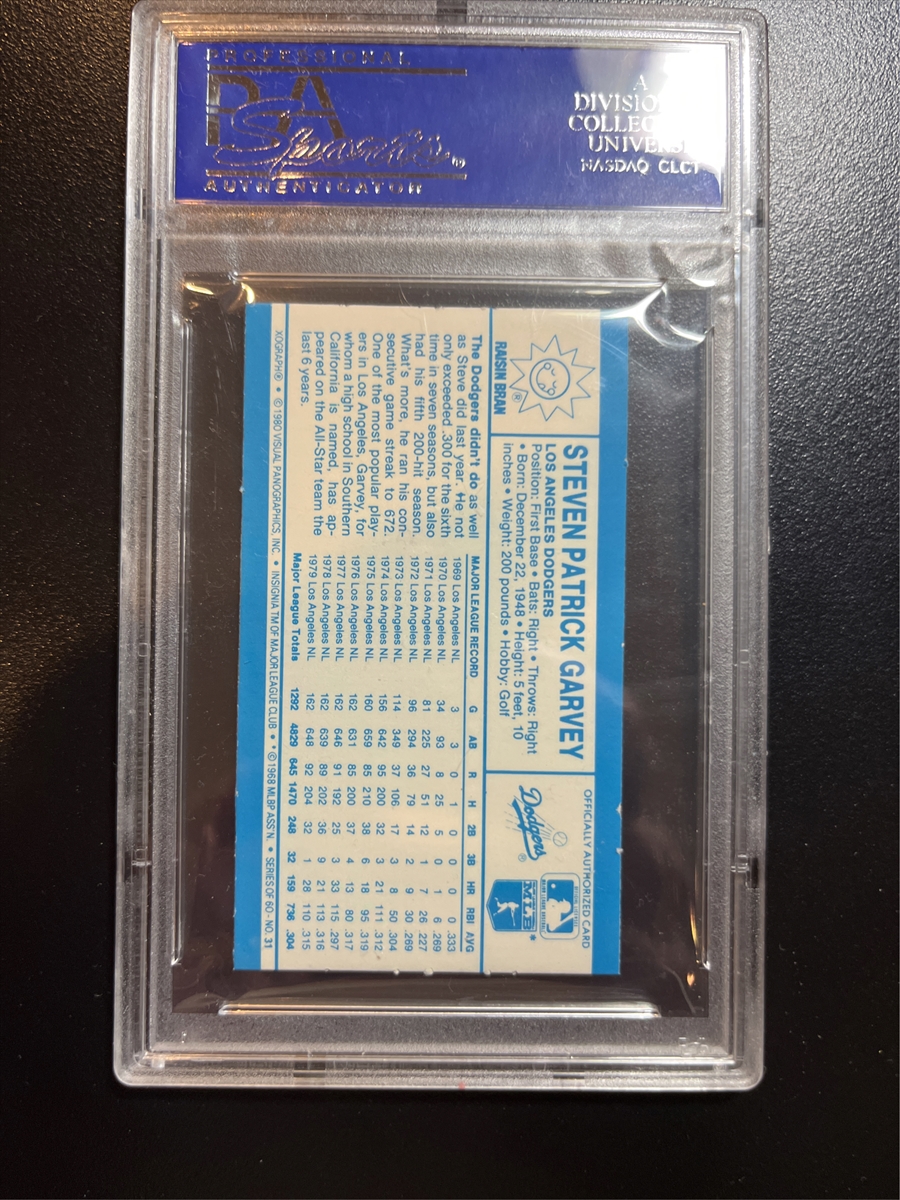 PROFESSIONAL
AUTHENTICATOR
A
NASDAQ CLCT
RAISIN BRAN
®
STEVEN PATRICK GARVEY
LOS ANGELES DODGERS
Position: First Base • Bats: Right • Throws: Right
• Born: December 22, 1948 • Height: 5 feet, 10
inches • Weight: 200 pounds • Hobby: Golf
OFFICIALLY AUTHORIZED CARD
Dodgers
®
MLB
The Dodgers didn't do as well
as Steve did last year. He not
only exceeded .300 for the sixth
time in seven seasons, but also
had his fifth 200-hit season.
What's more, he ran his con-
secutive game streak to 672.
One of the most popular play-
ers in Los Angeles, Garvey, for
whom a high school in Southern
California is named, has ap-
peared on the All-Star team the
last 6 years.
MAJOR LEAGUE RECORD G AB R H 2B 3B HR RBI AVG
1969 Los Angeles NL 3 3 0 1 0 0 0 0 .333
1970 Los Angeles NL 34 93 8 25 5 0 1 6 .269
1971 Los Angeles NL 81 225 27 51 12 1 7 26 .227
1972 Los Angeles NL 96 294 36 79 14 2 9 30 .269
1973 Los Angeles NL 114 349 37 106 17 3 8 50 .304
1974 Los Angeles NL 156 642 95 200 32 3 21 111 .312
1975 Los Angeles NL 160 659 85 210 38 6 18 95 .319
1976 Los Angeles NL 162 631 85 200 37 4 13 80 .317
1977 Los Angeles NL 162 646 91 192 25 3 33 115 .297
1978 Los Angeles NL 162 639 89 202 36 9 21 113 .316
1979 Los Angeles NL 162 648 92 204 32 1 28 110 .315
Major League Totals 1292 4829 645 1470 248 32 159 736 .304
XOGRAPH® • ©1980 VISUAL PANOGRAPHICS, INC. • INSIGNIA TM OF MAJOR LEAGUE CLUB • *©1968 MLBP ASS'N. • SERIES OF 60 - NO. 31